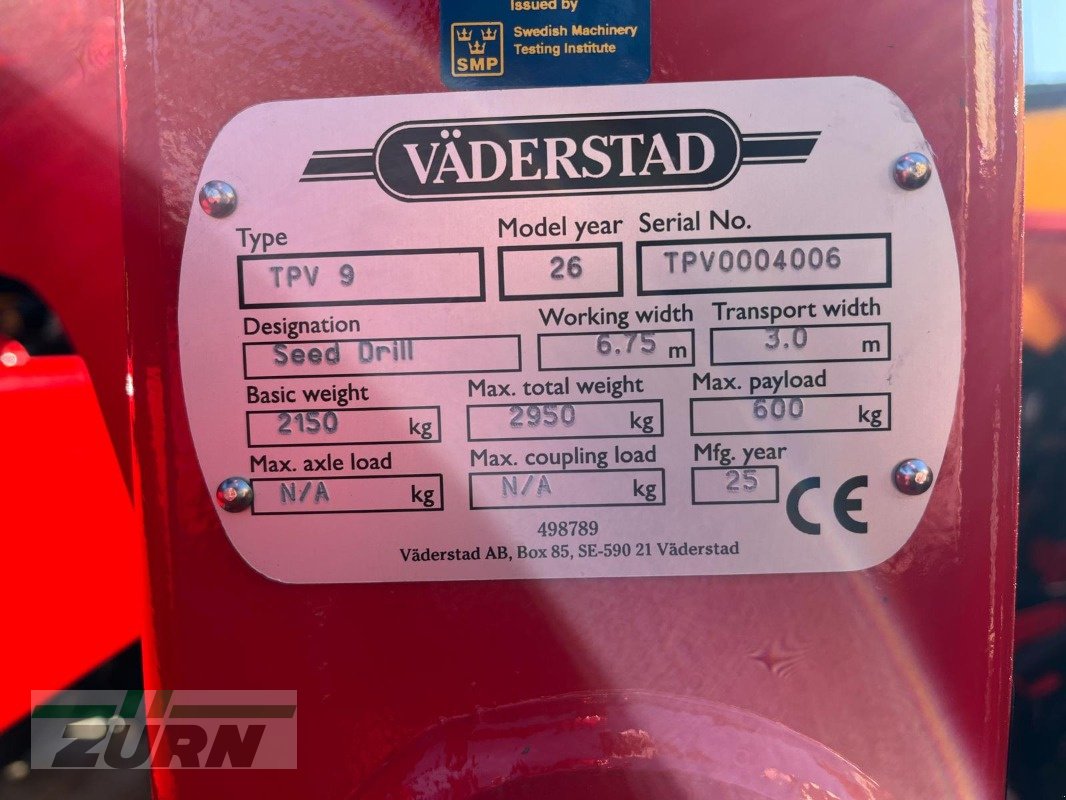 Issued by
Swedish Machinery
Testing Institute
SMP
VÄDERSTAD
Type
Model year
Serial No.
TPV 9
26
TPV0004006
Designation
Working width
Transport width
Seed Drill
6.75 m
3.0 m
Basic weight
Max. total weight
Max. payload
2150 kg
2950 kg
600 kg
Max. axle load
Max. coupling load
Mfg. year
N/A kg
N/A kg
25
CE
498789
Väderstad AB, Box 85, SE-590 21 Väderstad
ZÜRN